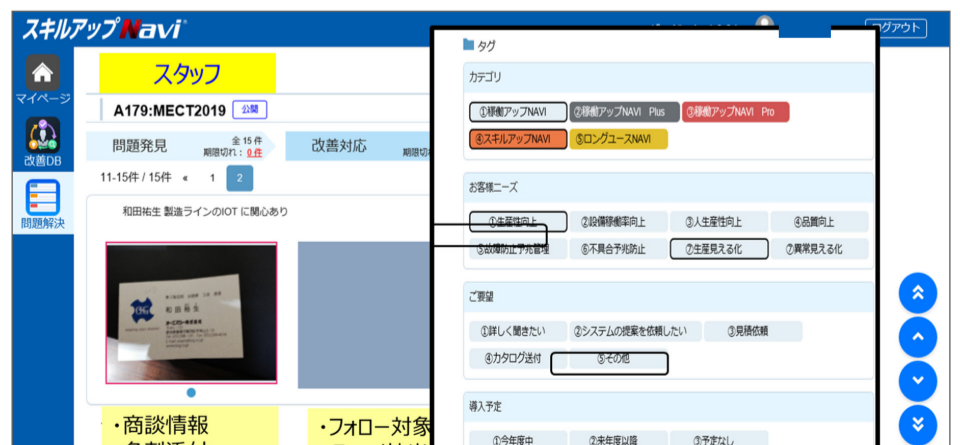 スキルアップNavi
ログアウト
マイページ
改善DB
問題解決
スタッフ
A179:MECT2019 公開
問題発見 全15件
期限切れ：0件
改善対応
期限切
11-15件 / 15件 « 1 2
和田祐生 製造ラインのIOT に関心あり
OSG
和田祐生
・商談情報
・フォロー対象
タグ
カテゴリ
①稼働アップNAVI ②稼働アップNAVI Plus ③稼働アップNAVI Pro
④スキルアップNAVI ⑤ロングユースNAVI
お客様ニーズ
①生産性向上 ②設備稼働率向上 ③人生産性向上 ④品質向上
⑤故障防止予兆管理 ⑥不具合予兆防止 ⑦生産見える化 ⑦異常見える化
ご要望
①詳しく聞きたい ②システムの提案を依頼したい ③見積依頼
④カタログ送付 ⑤その他
導入予定
①今年度中 ②来年度以降 ③予定なし